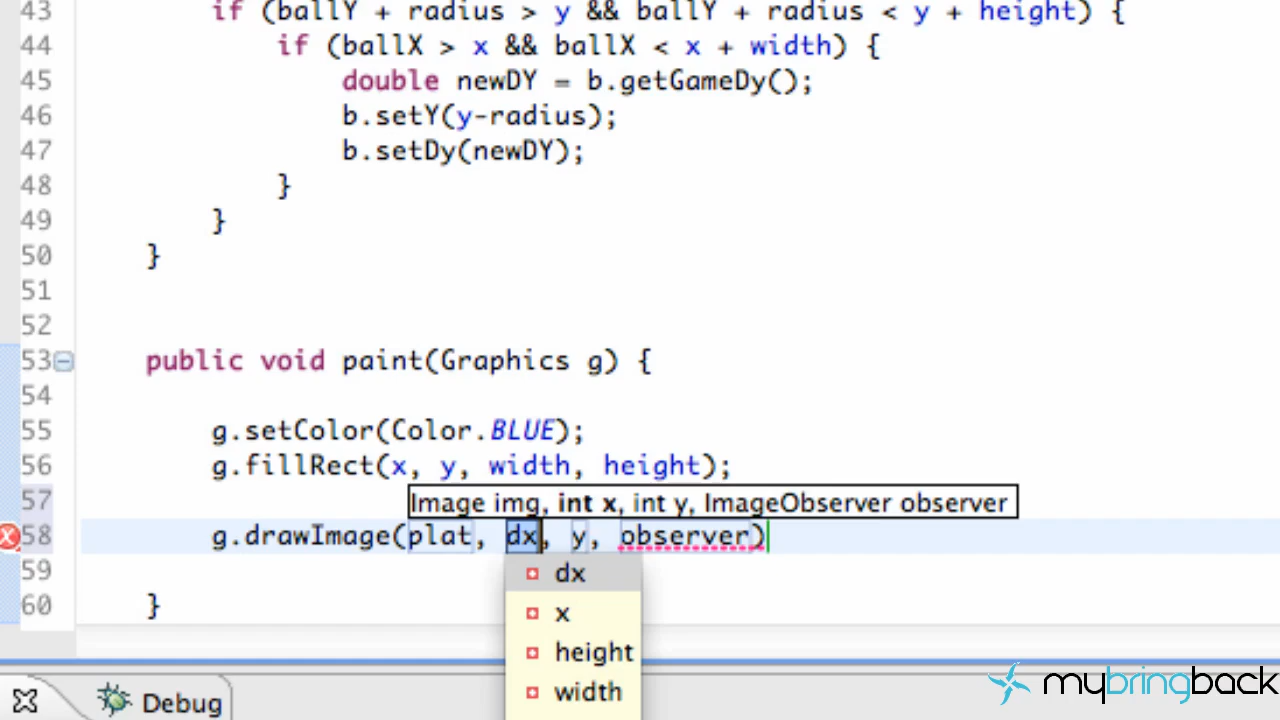 43 if (ballY + radius > y && ballY + radius < y + height) {
44 if (ballX > x && ballX < x + width) {
45 double newDY = b.getGameDy();
46 b.setY(y-radius);
47 b.setDy(newDY);
48 }
49 }
50 }
51
52
53 public void paint(Graphics g) {
54
55 g.setColor(Color.BLUE);
56 g.fillRect(x, y, width, height);
57
Image img, int x, int y, ImageObserver observer
58 g.drawImage(plat, dx, y, observer)
59
dx
x
60 }
height
width
Debug
mybringback